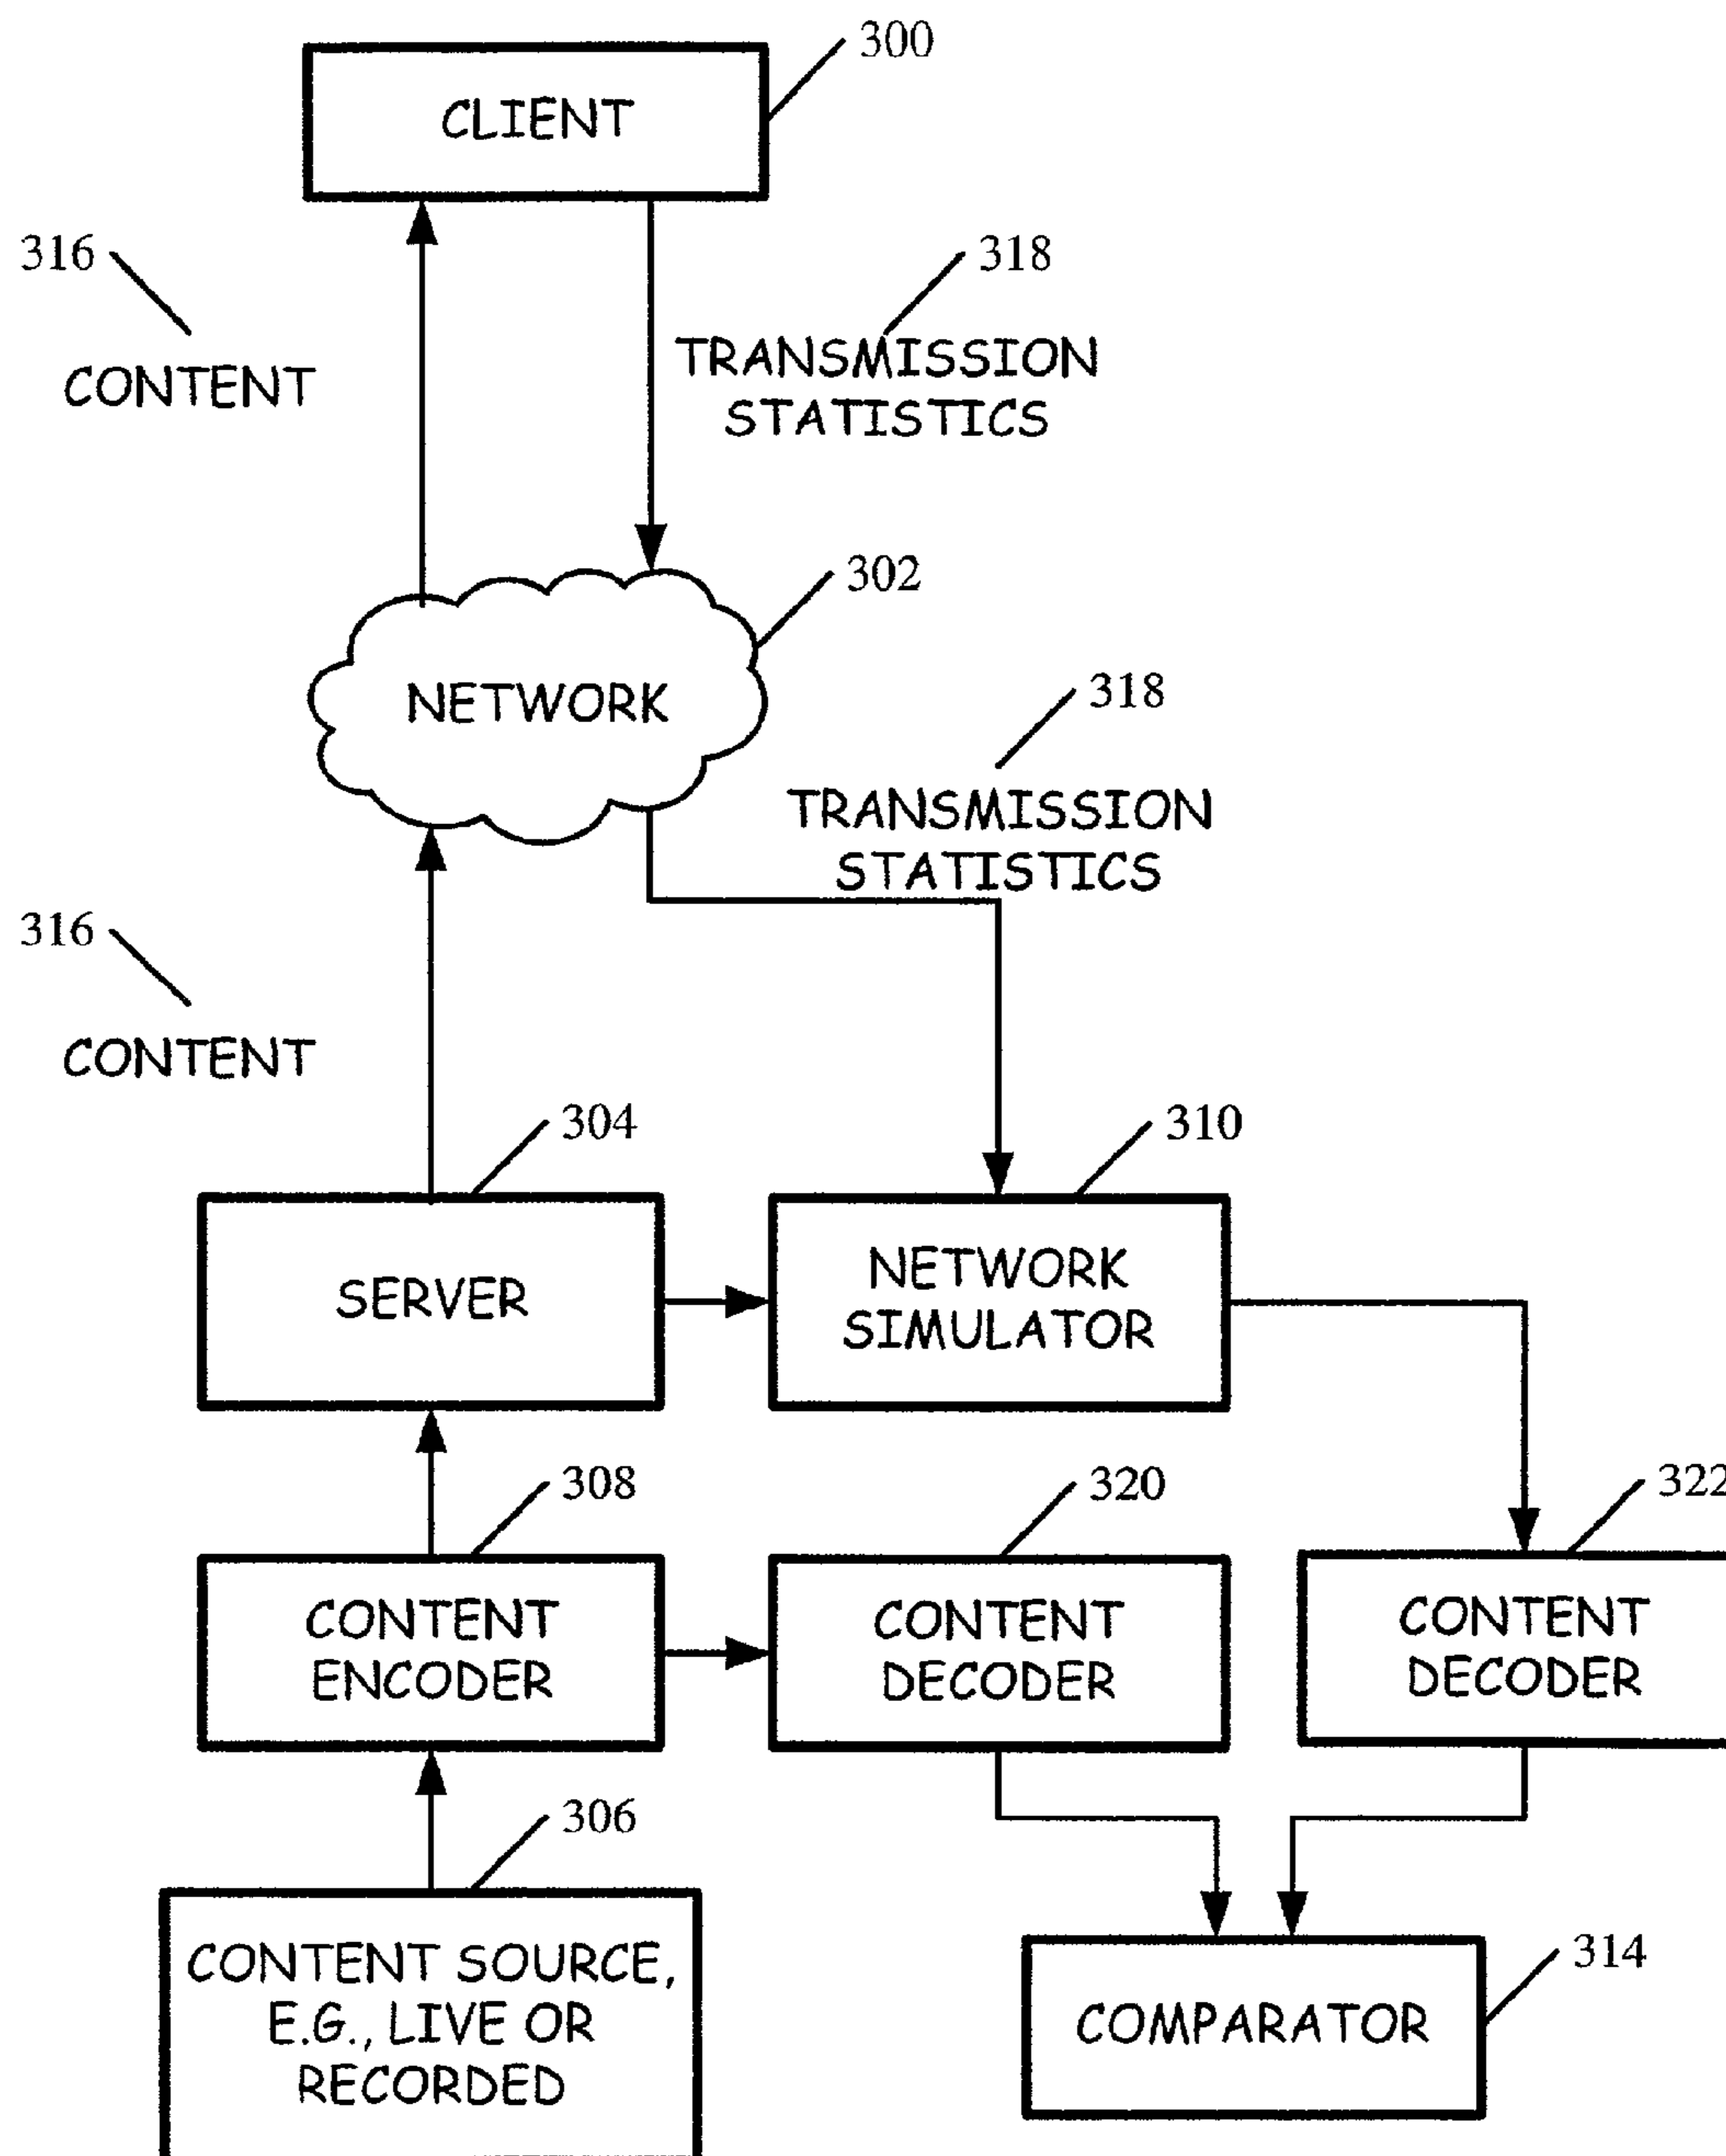 300
CLIENT
316
318
CONTENT
TRANSMISSION
STATISTICS
302
NETWORK
318
TRANSMISSION
STATISTICS
316
CONTENT
304
310
SERVER
NETWORK
SIMULATOR
308
320
322
CONTENT
ENCODER
CONTENT
DECODER
CONTENT
DECODER
306
CONTENT SOURCE,
E.G., LIVE OR
RECORDED
314
COMPARATOR